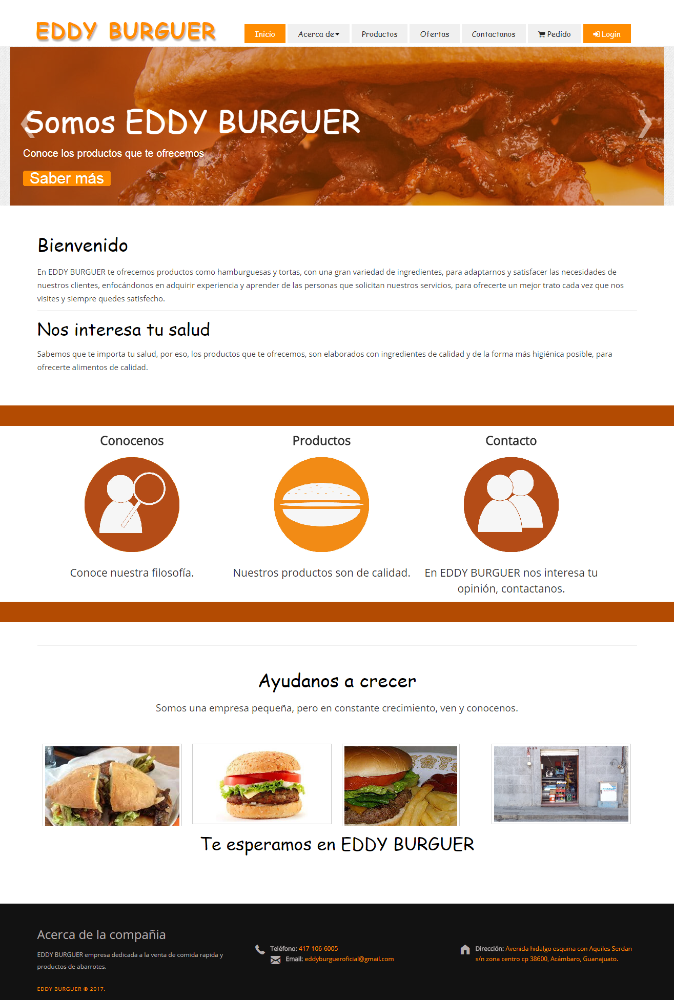 EDDY BURGUER
Inicio
Acerca de
Productos
Ofertas
Contactanos
Pedido
Login
Somos EDDY BURGUER
Conoce los productos que te ofrecemos
Saber más
Bienvenido
En EDDY BURGUER te ofrecemos productos como hamburguesas y tortas, con una gran variedad de ingredientes, para adaptarnos y satisfacer las necesidades de
nuestros clientes, enfocándonos en adquirir experiencia y aprender de las personas que solicitan nuestros servicios, para ofrecerte un mejor trato cada vez que nos
visites y siempre quedes satisfecho.
Nos interesa tu salud
Sabemos que te importa tu salud, por eso, los productos que te ofrecemos, son elaborados con ingredientes de calidad y de la forma más higiénica posible, para
ofrecerte alimentos de calidad.
Conocenos
Conoce nuestra filosofía.
Productos
Nuestros productos son de calidad.
Contacto
En EDDY BURGUER nos interesa tu
opinión, contactanos.
Ayudanos a crecer
Somos una empresa pequeña, pero en constante crecimiento, ven y conocenos.
infinitum
Te esperamos en EDDY BURGUER
Acerca de la compañia
EDDY BURGUER empresa dedicada a la venta de comida rapida y
productos de abarrotes.
Teléfono: 417-106-6005
Email: eddyburgueroficial@gmail.com
Dirección: Avenida hidalgo esquina con Aquiles Serdan
s/n zona centro cp 38600, Acámbaro, Guanajuato.
EDDY BURGUER © 2017.